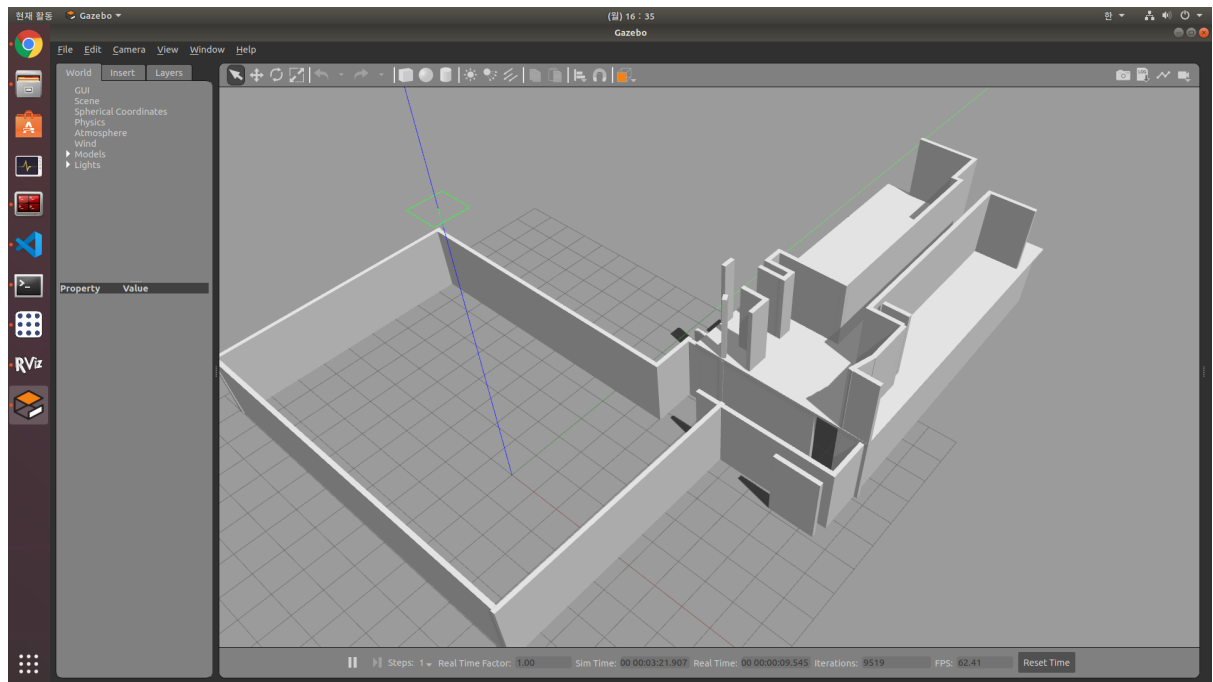 현재 활동 Gazebo (월) 16 : 35 한
Gazebo
File Edit Camera View Window Help
World Insert Layers
GUI
Scene
Spherical Coordinates
Physics
Atmosphere
Wind
Models
Lights
Property Value
RViz
Steps: 1 Real Time Factor: 1.00 Sim Time: 00 00:03:21.907 Real Time: 00 00:00:09.545 Iterations: 9519 FPS: 62.41 Reset Time